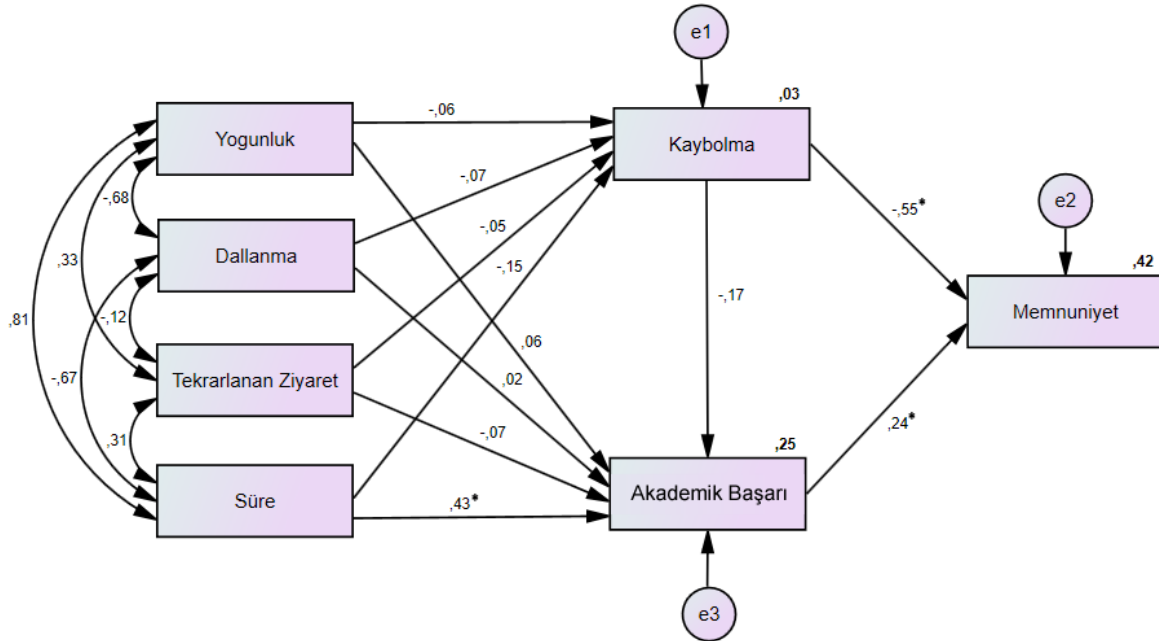 e1
,03
Yogunluk
-,06
Kaybolma
-,07
-,68
-,55*
e2
Dallanma
-,05
,33
-,15
,42
-,17
Memnuniyet
,81
-,12
,06
-,67
Tekrarlanan Ziyaret
,02
,24*
-,07
,31
,25
Süre
,43*
Akademik Başarı
e3